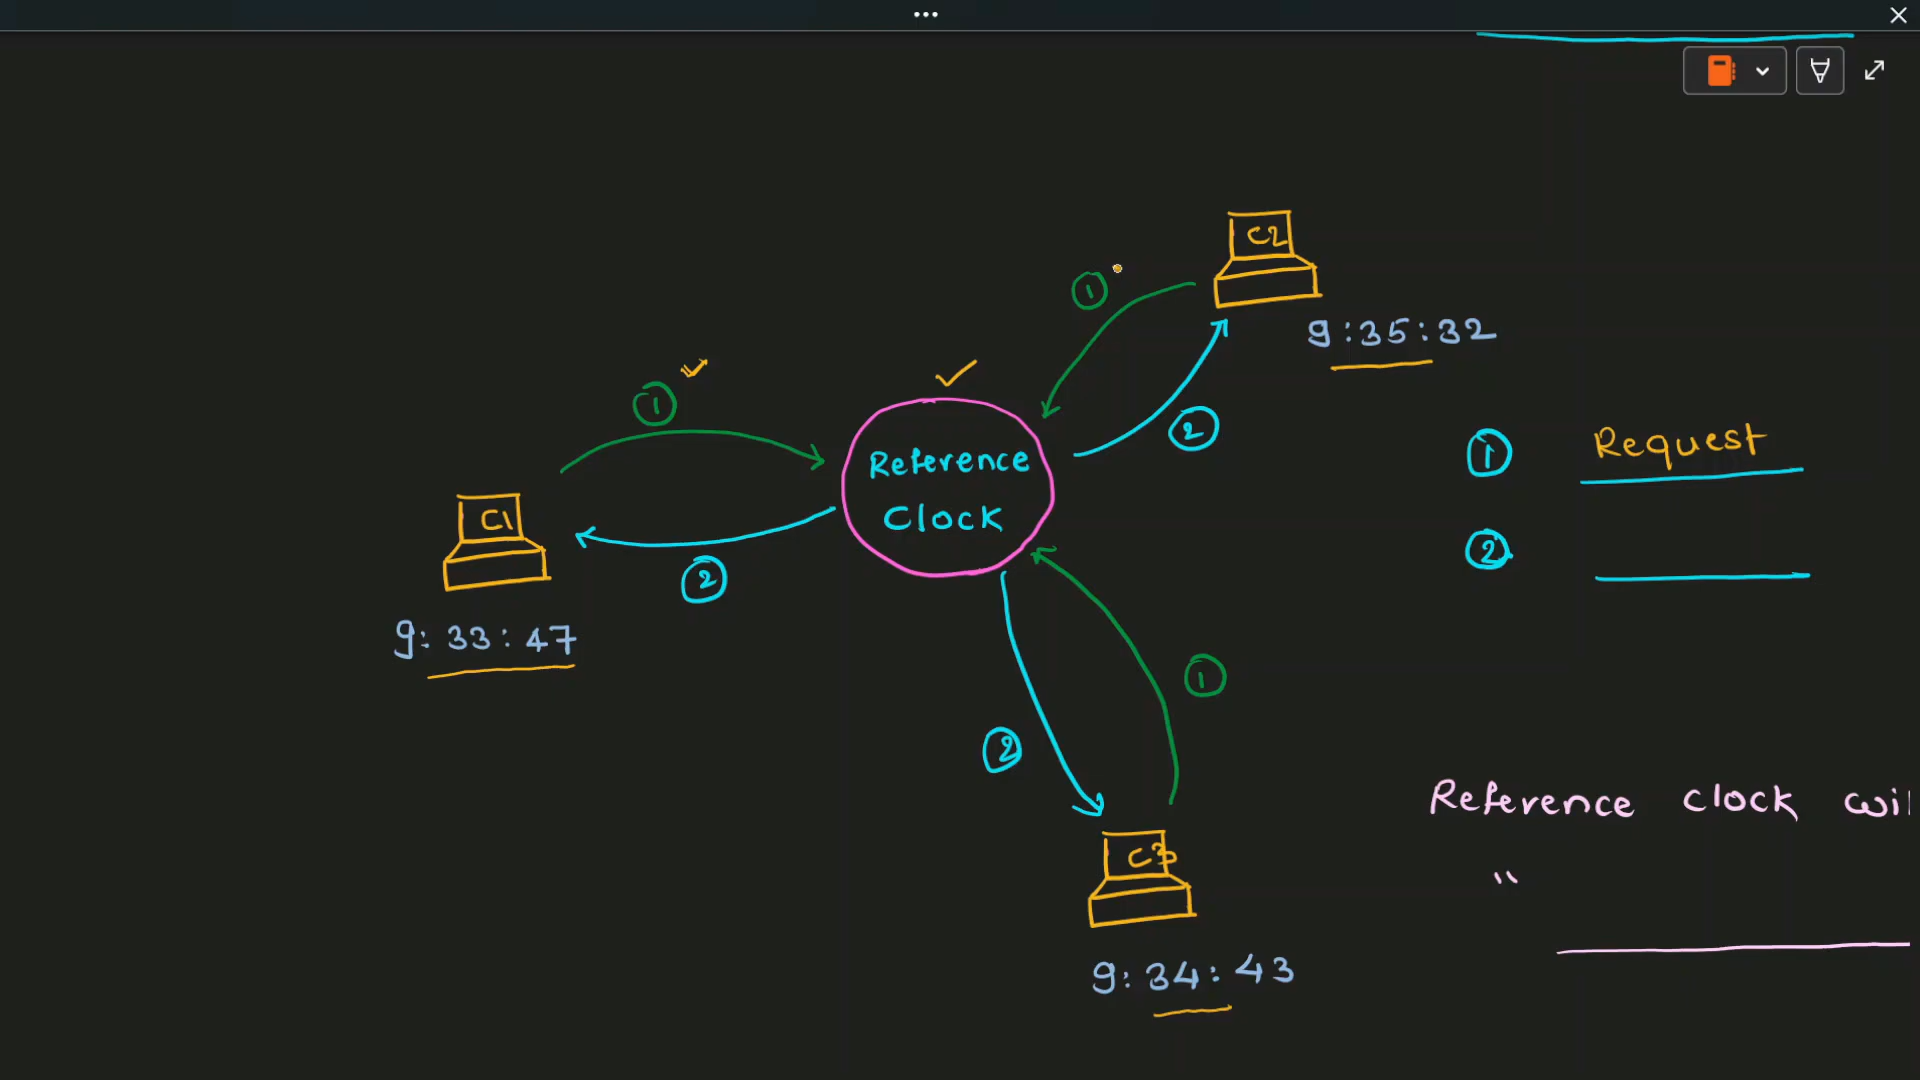 C2
①
9:35:32
①
②
① Request
Reference
Clock
C1
②
②
9:33:47
①
②
Reference clock wi
"
C3
9:34:43